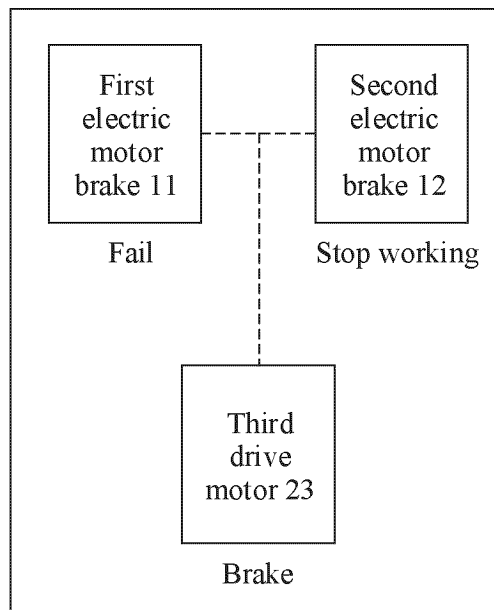 First
electric
motor
brake 11
Fail
Second
electric
motor
brake 12
Stop working
Third
drive
motor 23
Brake